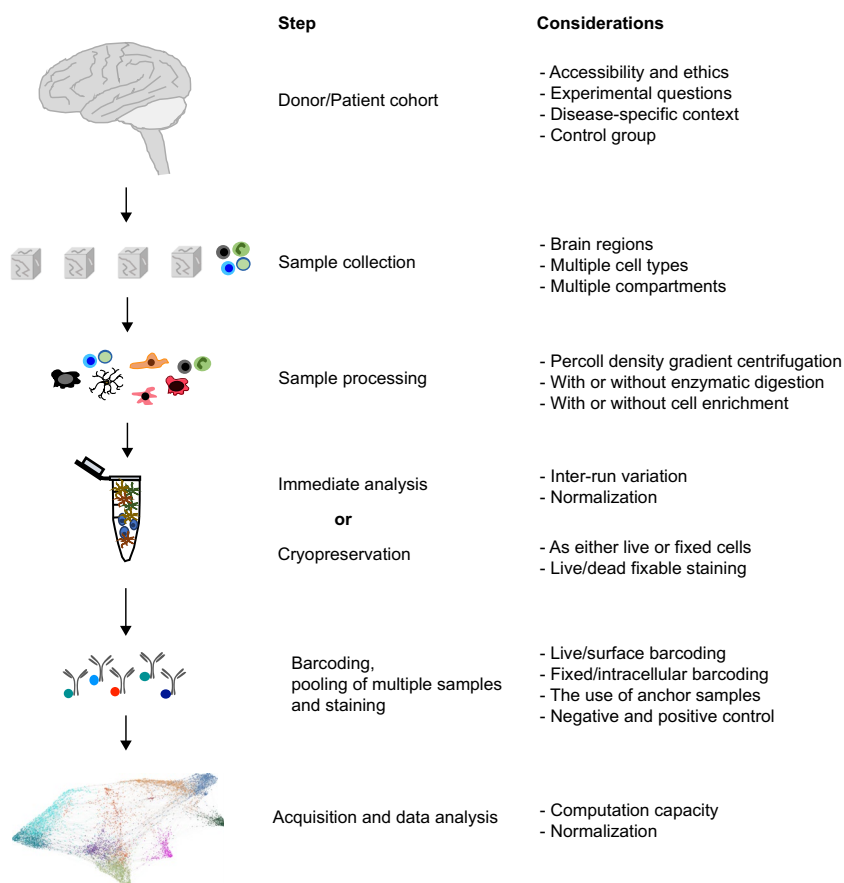 Step
Considerations
Donor/Patient cohort
- Accessibility and ethics
- Experimental questions
- Disease-specific context
- Control group
Sample collection
- Brain regions
- Multiple cell types
- Multiple compartments
Sample processing
- Percoll density gradient centrifugation
- With or without enzymatic digestion
- With or without cell enrichment
Immediate analysis
- Inter-run variation
- Normalization
or
Cryopreservation
- As either live or fixed cells
- Live/dead fixable staining
Barcoding,
pooling of multiple samples
and staining
- Live/surface barcoding
- Fixed/intracellular barcoding
- The use of anchor samples
- Negative and positive control
Acquisition and data analysis
- Computation capacity
- Normalization